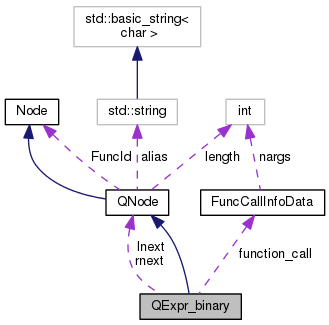 std::basic_string<
char >
Node
std::string
int
FuncId
alias
length
nargs
QNode
FuncCallInfoData
lnext
rnext
function_call
QExpr_binary